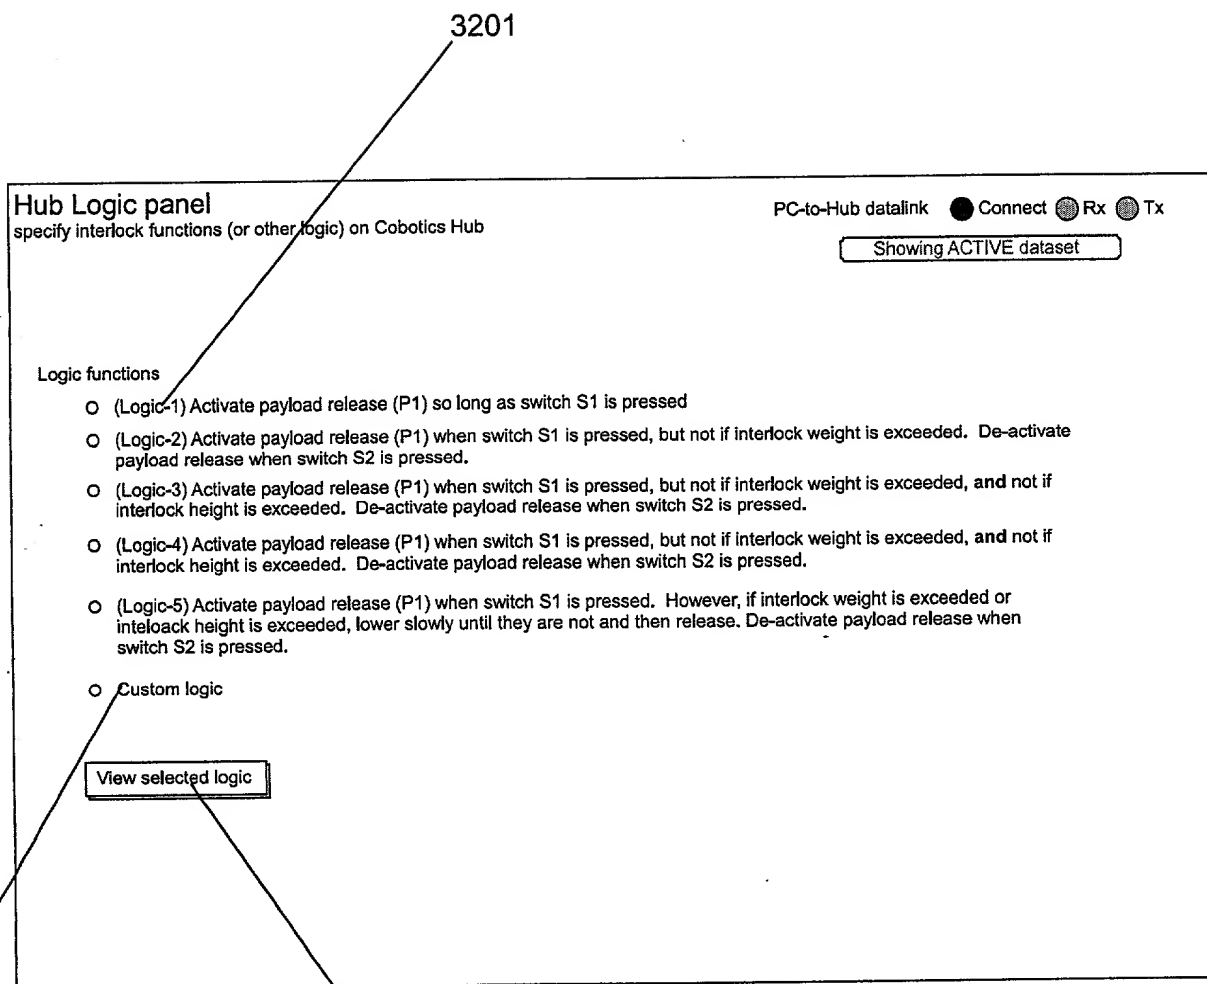 3201
Hub Logic panel
specify interlock functions (or other logic) on Cobotics Hub
PC-to-Hub datalink Connect Rx Tx
Showing ACTIVE dataset
Logic functions
(Logic-1) Activate payload release (P1) so long as switch S1 is pressed
(Logic-2) Activate payload release (P1) when switch S1 is pressed, but not if interlock weight is exceeded. De-activate
payload release when switch S2 is pressed.
(Logic-3) Activate payload release (P1) when switch S1 is pressed, but not if interlock weight is exceeded, and not if
interlock height is exceeded. De-activate payload release when switch S2 is pressed.
(Logic-4) Activate payload release (P1) when switch S1 is pressed, but not if interlock weight is exceeded, and not if
interlock height is exceeded. De-activate payload release when switch S2 is pressed.
(Logic-5) Activate payload release (P1) when switch S1 is pressed. However, if interlock weight is exceeded or
inteloack height is exceeded, lower slowly until they are not and then release. De-activate payload release when
switch S2 is pressed.
Custom logic
View selected logic